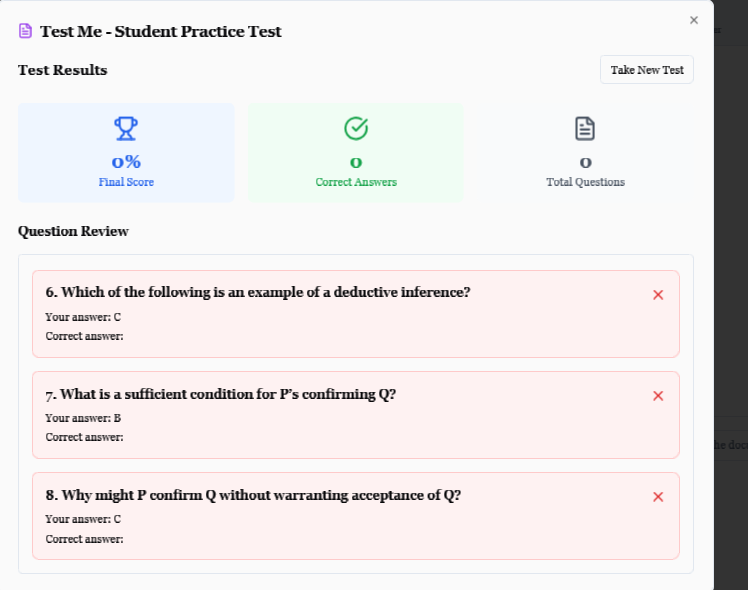 Test Me - Student Practice Test
Test Results
Take New Test
0%
Final Score
0
Correct Answers
0
Total Questions
Question Review
6. Which of the following is an example of a deductive inference?
Your answer: C
Correct answer:
7. What is a sufficient condition for P's confirming Q?
Your answer: B
Correct answer:
8. Why might P confirm Q without warranting acceptance of Q?
Your answer: C
Correct answer: